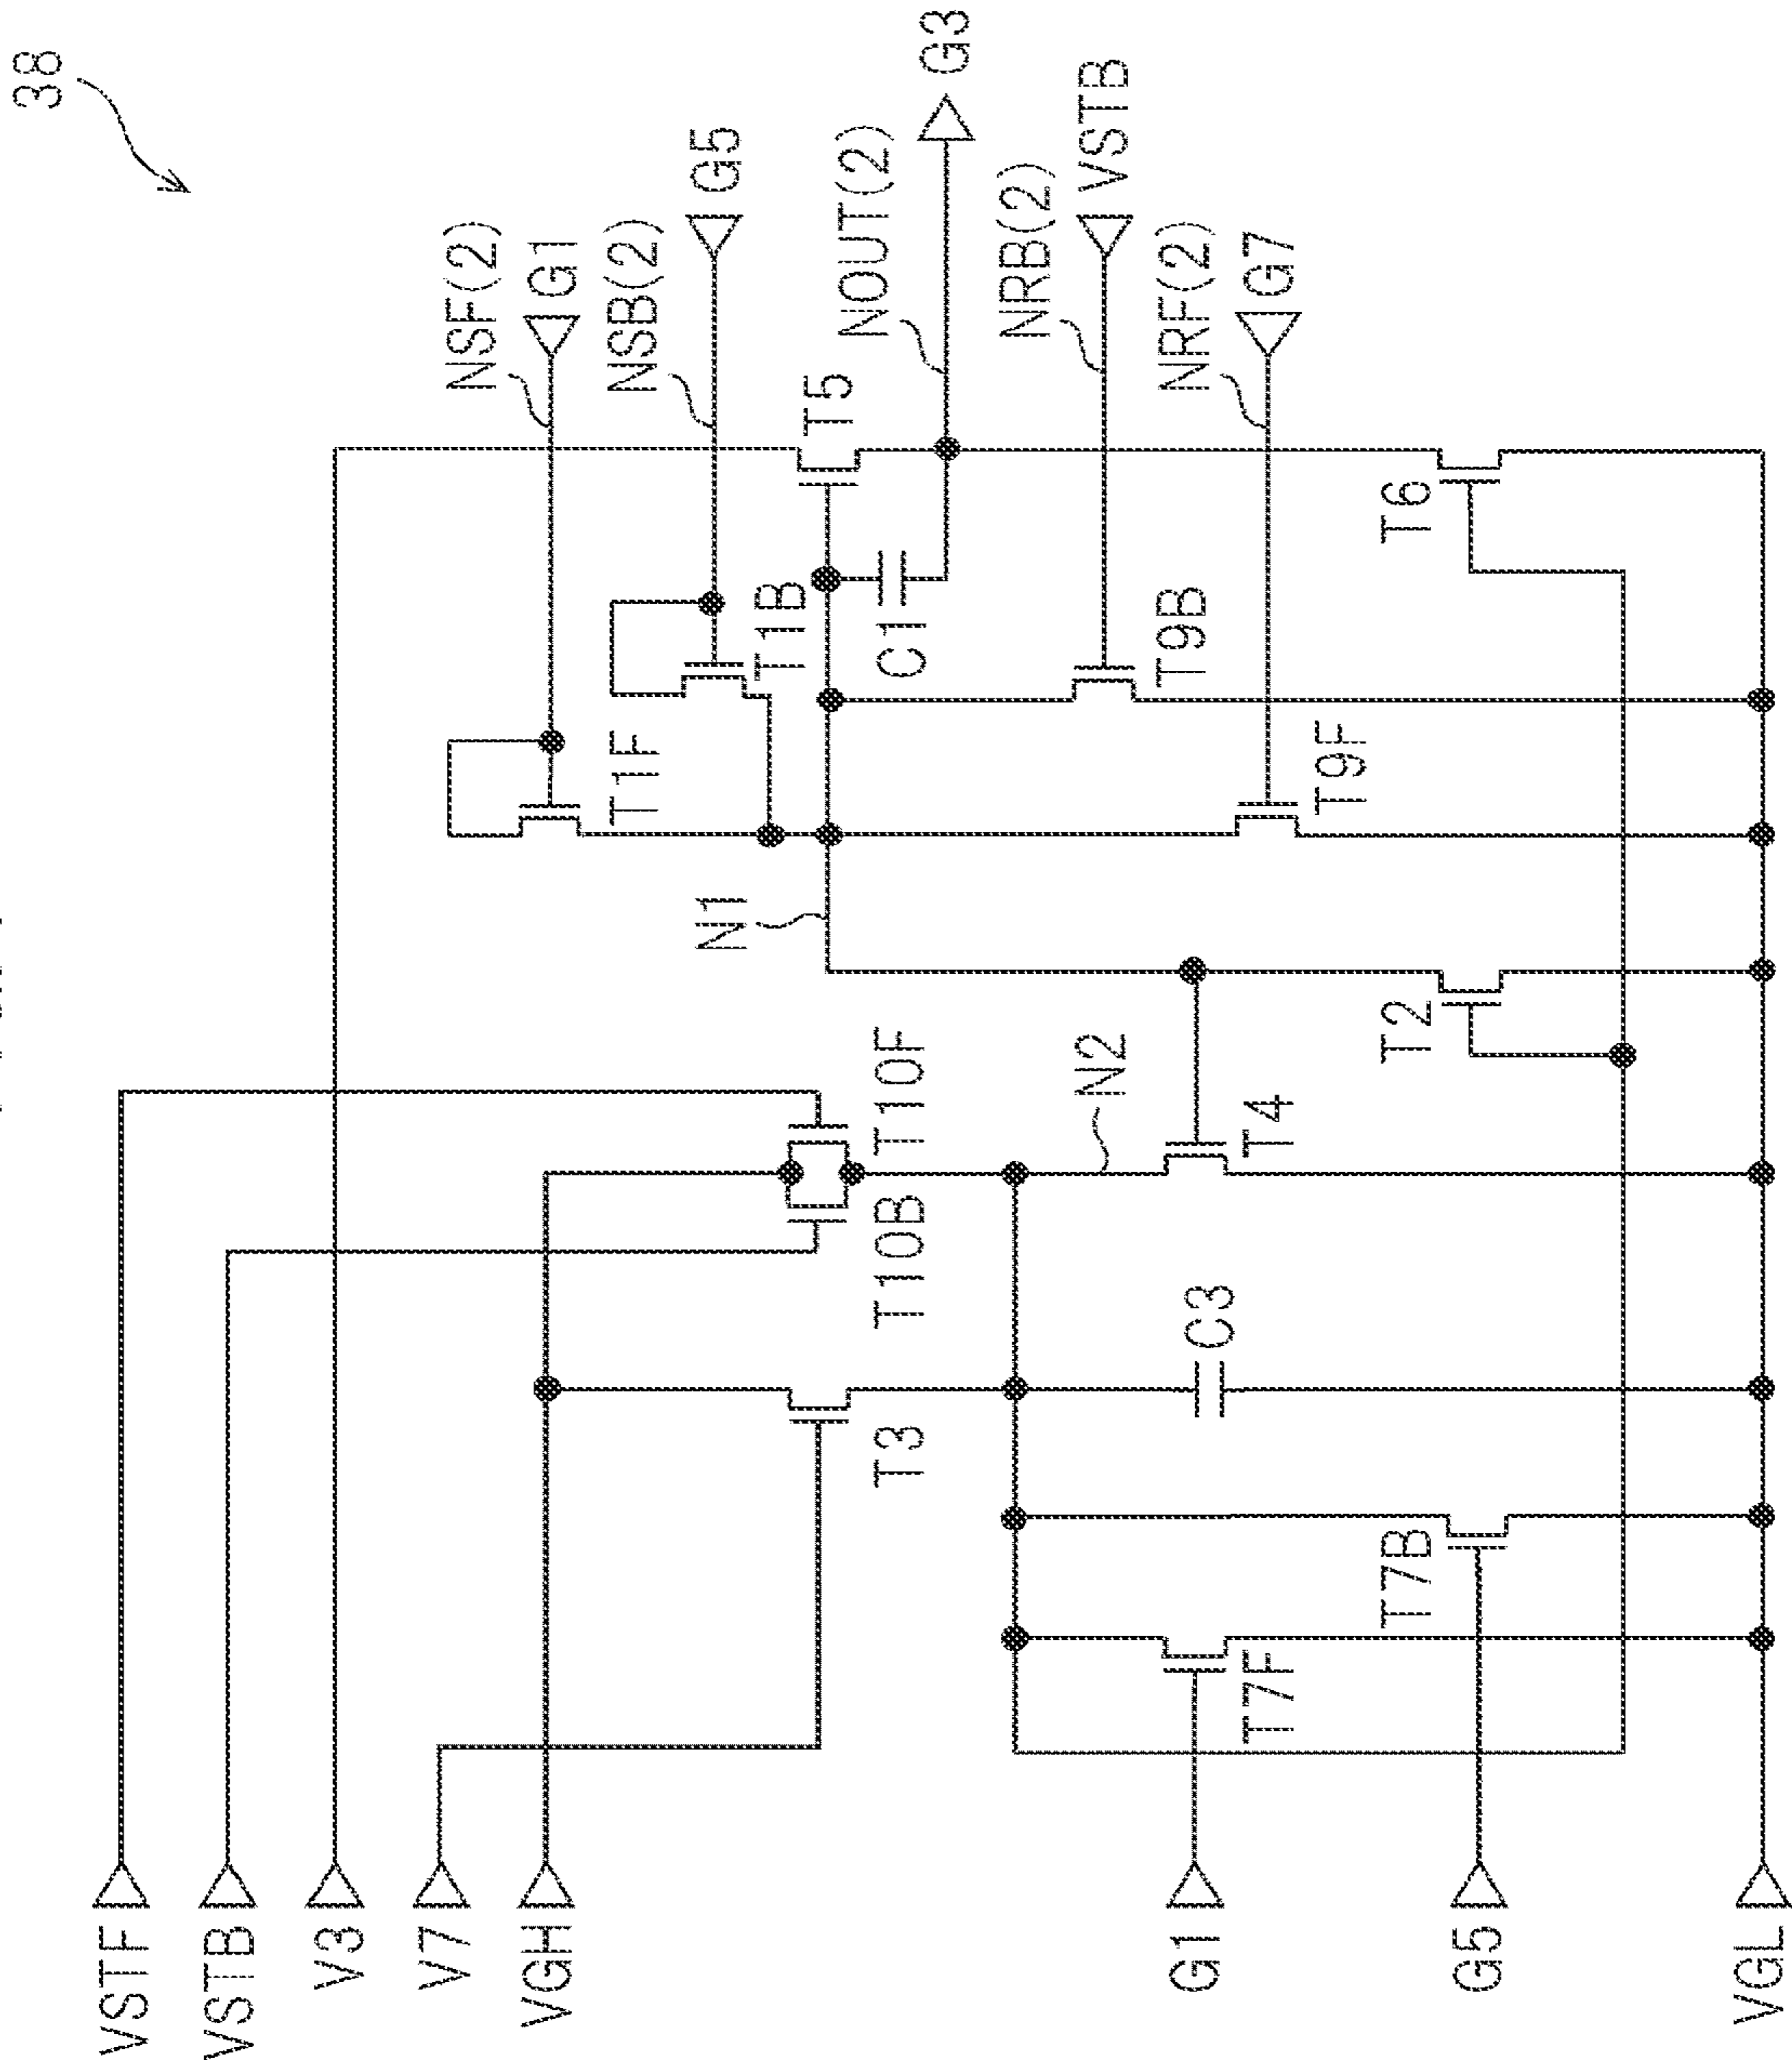 38
VSTF
VSTB
V3
V7
VGH
G1
G5
VGL
NSF(2)
G1
NSB(2)
G5
NOUT(2)
G3
NRB(2)
VSTB
NRF(2)
G7
T1F
T1B
T5
C1
N1
T9B
T9F
T6
T10F
T10B
N2
T4
T2
T3
C3
T7B
T7F